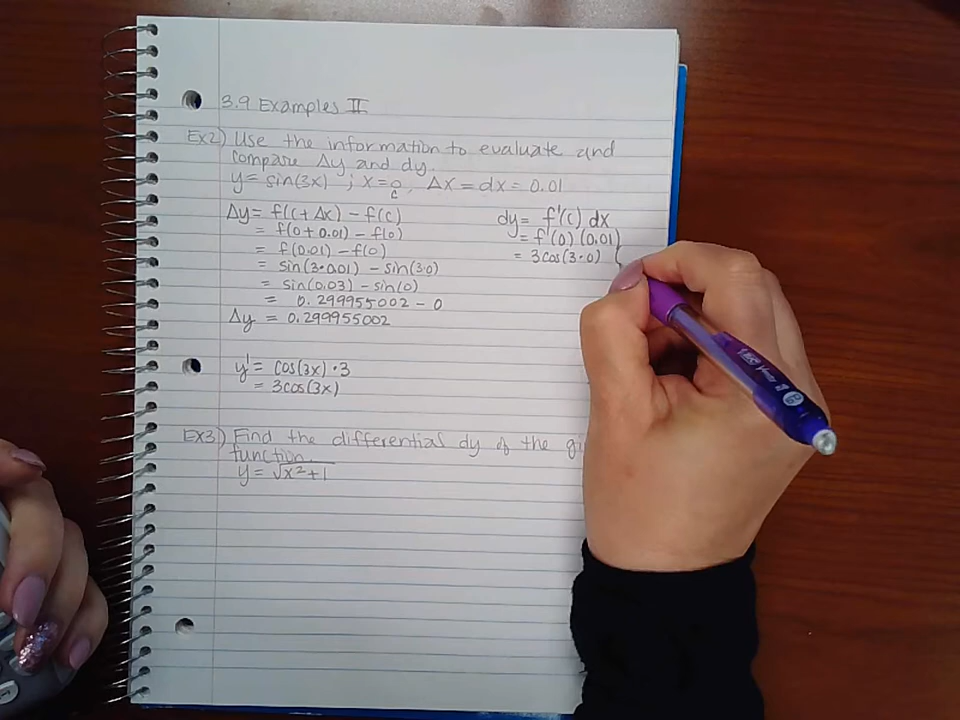 3.9 Examples II
Ex2) Use the information to evaluate and
compare Δy and dy.
y = sin(3x) ; x = 0, Δx = dx = 0.01
c
Δy = f(c + Δx) - f(c)
= f(0 + 0.01) - f(0)
= f(0.01) - f(0)
= sin(3•0.01) - sin(3•0)
= sin(0.03) - sin(0)
= 0.299955002 - 0
Δy = 0.299955002
dy = f'(c) dx
= f'(0) (0.01)
= 3cos(3•0) (
y' = cos(3x) • 3
= 3cos(3x)
Ex3) Find the differential dy of the
function.
y = √x²+1
BIC